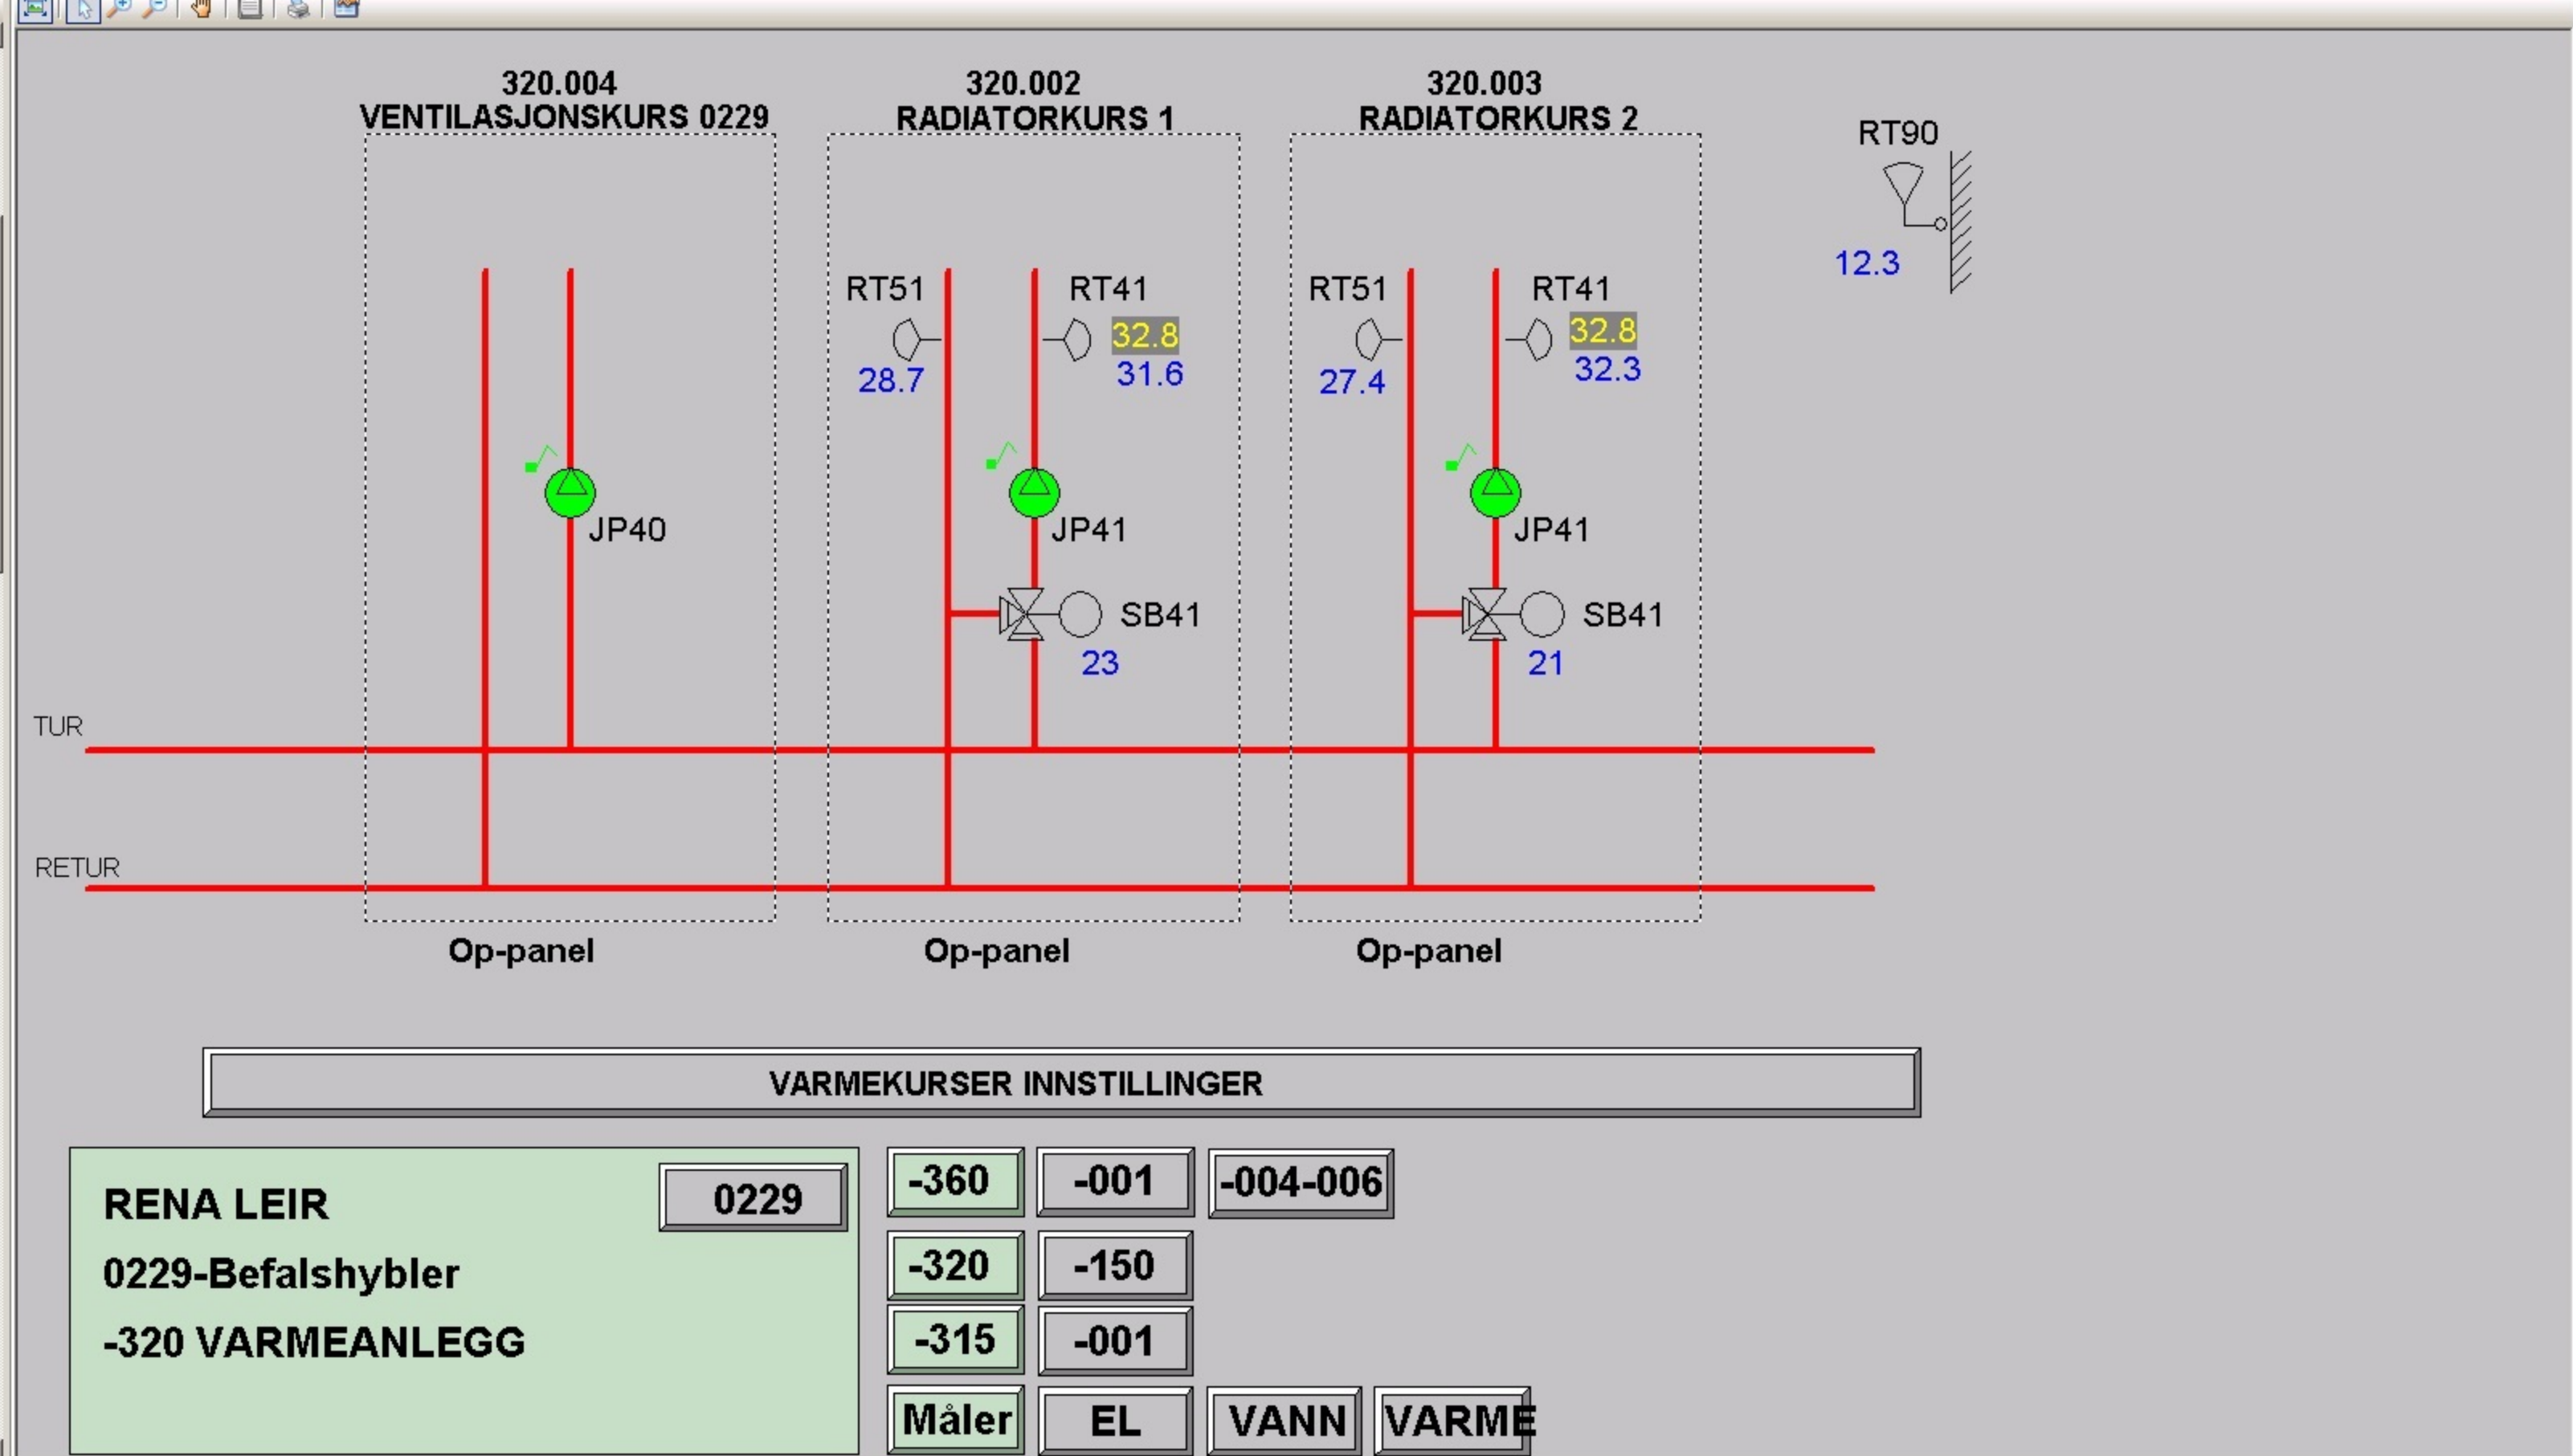 320.004
VENTILASJONSKURS 0229
320.002
RADIATORKURS 1
320.003
RADIATORKURS 2
RT90
12.3
RT51
28.7
RT41
32.8
31.6
RT51
27.4
RT41
32.8
32.3
JP40
JP41
JP41
SB41
23
SB41
21
TUR
RETUR
Op-panel
Op-panel
Op-panel
VARMEKURSER INNSTILLINGER
RENA LEIR
0229
0229-Befalshybler
-320 VARMEANLEGG
-360
-001
-004-006
-320
-150
-315
-001
Måler
EL
VANN
VARME